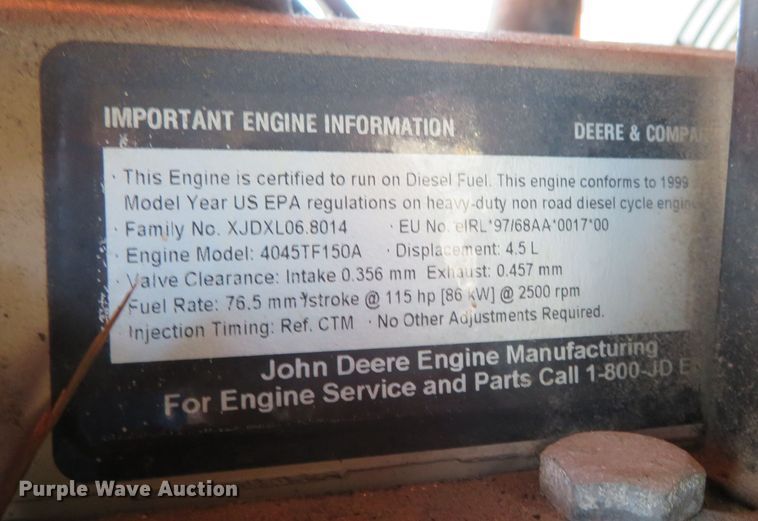 IMPORTANT ENGINE INFORMATION DEERE & COMPA
· This Engine is certified to run on Diesel Fuel. This engine conforms to 1999
Model Year US EPA regulations on heavy-duty non road diesel cycle engin
· Family No. XJDXL06.8014 · EU No. eIRL*97/68AA*0017*00
· Engine Model: 4045TF150A · Displacement: 4.5 L
· Valve Clearance: Intake 0.356 mm Exhaust: 0.457 mm
· Fuel Rate: 76.5 mm³/stroke @ 115 hp [86 kW] @ 2500 rpm
· Injection Timing: Ref. CTM · No Other Adjustments Required.
John Deere Engine Manufacturing
For Engine Service and Parts Call 1-800-JD E
Purple Wave Auction